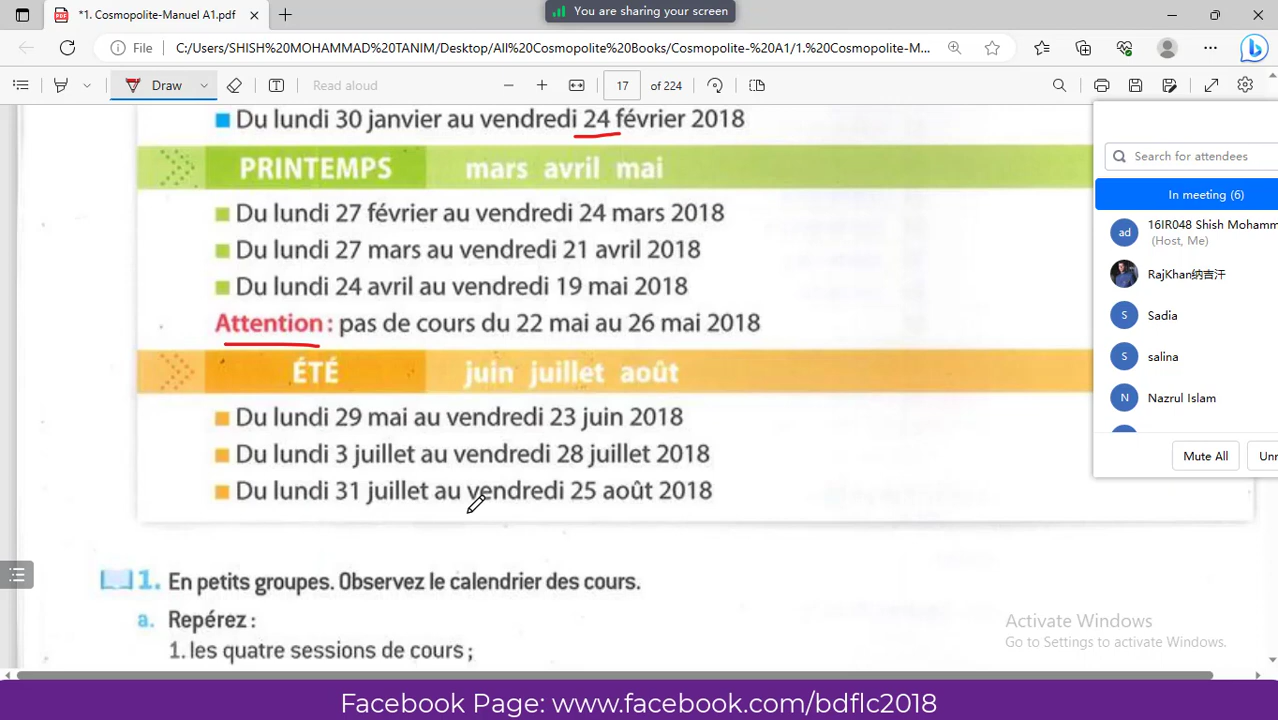 *1. Cosmopolite-Manuel A1.pdf
You are sharing your screen
File C:/Users/SHISH%20MOHAMMAD%20TANIM/Desktop/All%20Cosmopolite%20Books/Cosmopolite-%20A1/1.%20Cosmopolite-M...
Draw Read aloud 17 of 224
Du lundi 30 janvier au vendredi 24 février 2018
PRINTEMPS mars avril mai
Du lundi 27 février au vendredi 24 mars 2018
Du lundi 27 mars au vendredi 21 avril 2018
Du lundi 24 avril au vendredi 19 mai 2018
Attention : pas de cours du 22 mai au 26 mai 2018
ÉTÉ juin juillet août
Du lundi 29 mai au vendredi 23 juin 2018
Du lundi 3 juillet au vendredi 28 juillet 2018
Du lundi 31 juillet au vendredi 25 août 2018
1. En petits groupes. Observez le calendrier des cours.
a. Repérez :
1. les quatre sessions de cours ;
Search for attendees
In meeting (6)
ad 16IR048 Shish Mohamm
(Host, Me)
RajKhan纳吉汗
S Sadia
S salina
N Nazrul Islam
Mute All
Activate Windows
Go to Settings to activate Windows.
Facebook Page: www.facebook.com/bdflc2018